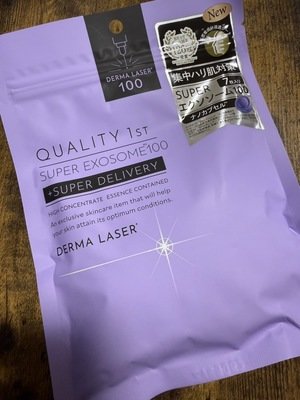 New
DERMA LASER®
100
集中ハリ肌対策
SUPER
7枚入り
エクソソーム100
ナノカプセル
QUALITY 1ST
SUPER EXOSOME 100
+SUPER DELIVERY
HIGH CONCENTRATE ESSENCE CONTAINED
An exclusive skincare item that will help
your skin attain its optimum conditions.
DERMA LASER®